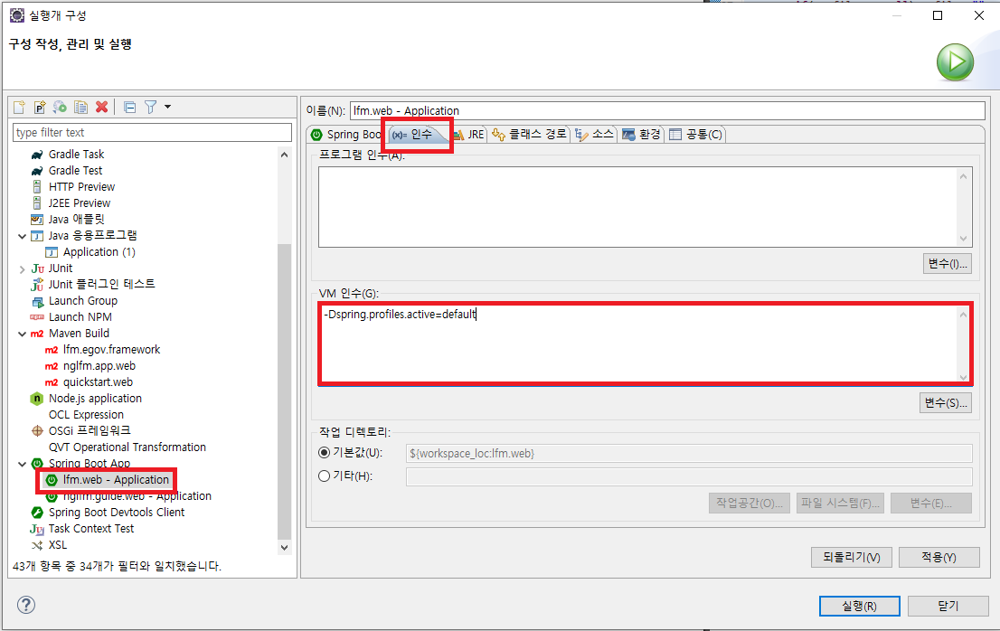 실행개 구성
구성 작성, 관리 및 실행
type filter text
Gradle Task
Gradle Test
HTTP Preview
J2EE Preview
Java 애플릿
Java 응용프로그램
Application (1)
JUnit
JUnit 플러그인 테스트
Launch Group
Launch NPM
Maven Build
lfm.egov.framework
nglfm.app.web
quickstart.web
Node.js application
OCL Expression
OSGi 프레임워크
QVT Operational Transformation
Spring Boot App
lfm.web - Application
nglfm.guide.web - Application
Spring Boot Devtools Client
Task Context Test
XSL
43개 항목 중 34개가 필터와 일치했습니다.
이름(N): lfm.web - Application
Spring Boo (x)= 인수 JRE 클래스 경로 소스 환경 공통(C)
프로그램 인수(A):
변수(I)...
VM 인수(G):
-Dspring.profiles.active=default
변수(S)...
작업 디렉토리:
기본값(U): ${workspace_loc:lfm.web}
기타(H):
작업공간(O)... 파일 시스템(F)... 변수(E)...
되돌리기(V) 적용(Y)
실행(R) 닫기